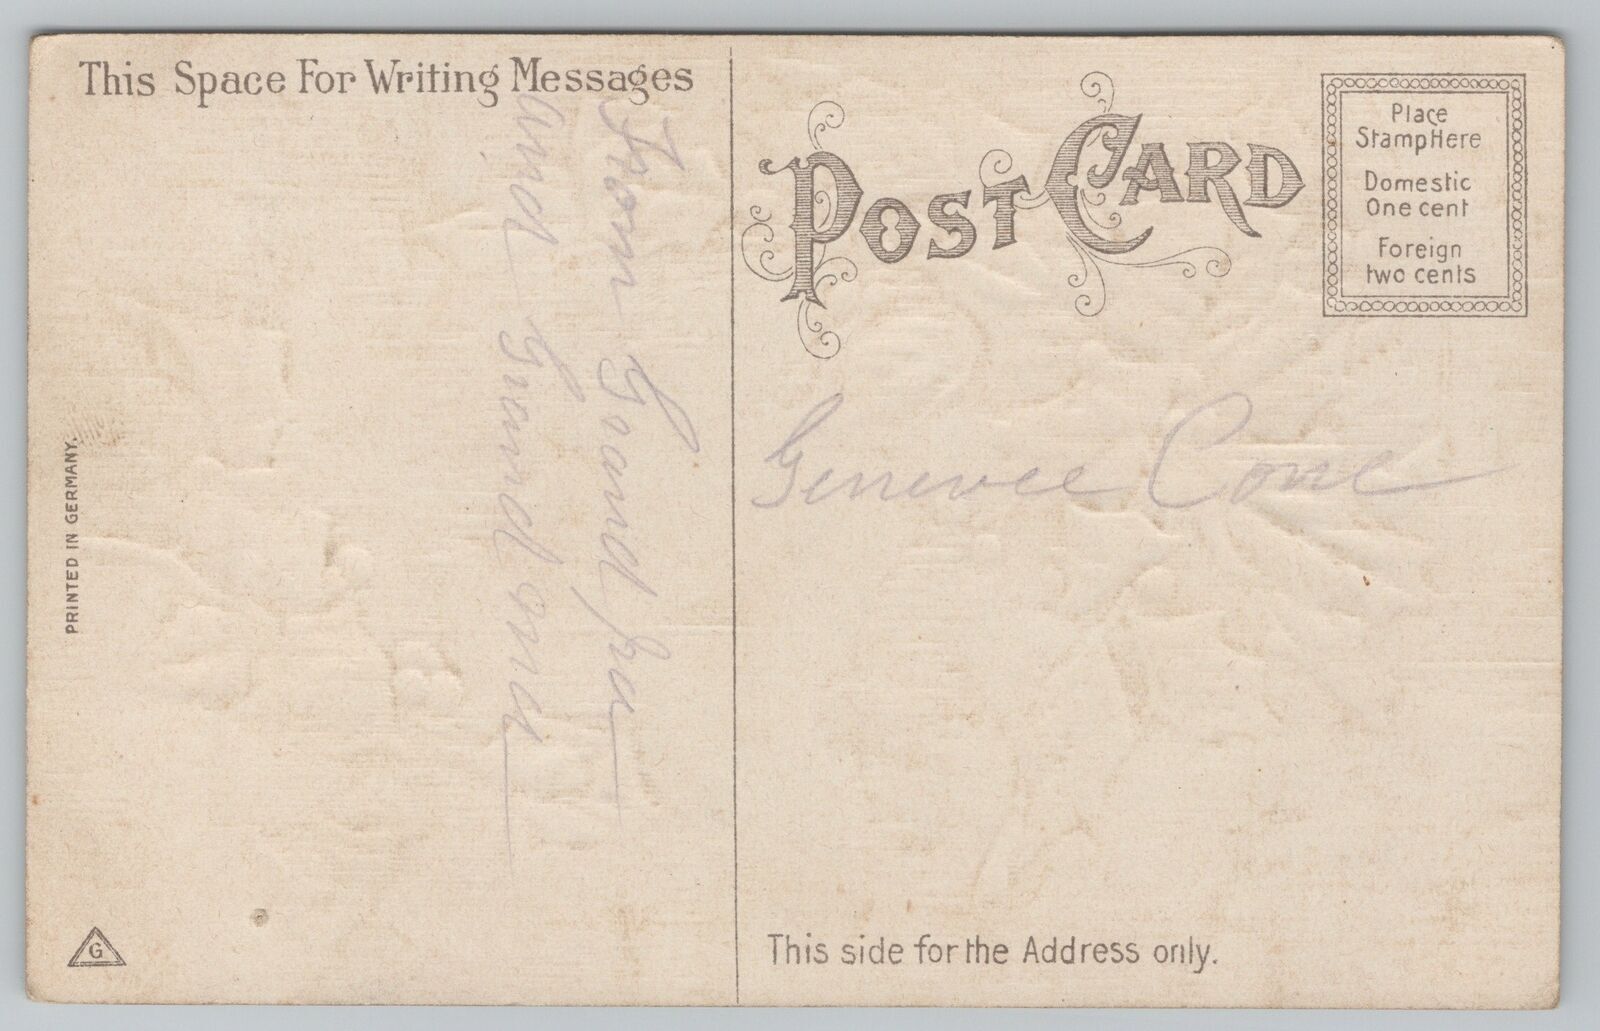 This Space For Writing Messages
From Grand pa
and Grand ma
PRINTED IN GERMANY.
G
POST CARD
Place
Stamp Here
Domestic
One cent
Foreign
two cents
Genevee Cone
This side for the Address only.